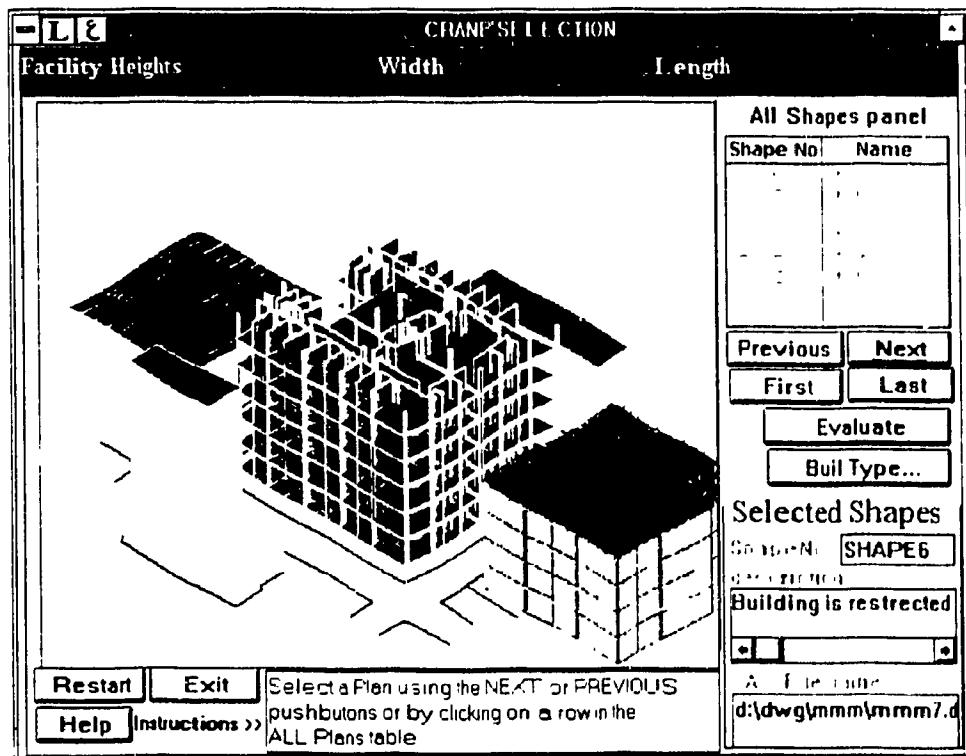 L ع
Facility Heights Width Length
All Shapes panel
Shape No Name
Previous Next
First Last
Evaluate
Buil Type...
Selected Shapes
SHAPE6
Building is restrected
d:\dwg\mmm\mmm7.d
Restart Exit
Help Instructions >>
Select a Plan using the NEXT or PREVIOUS
pushbutons or by clicking on a row in the
ALL Plans table